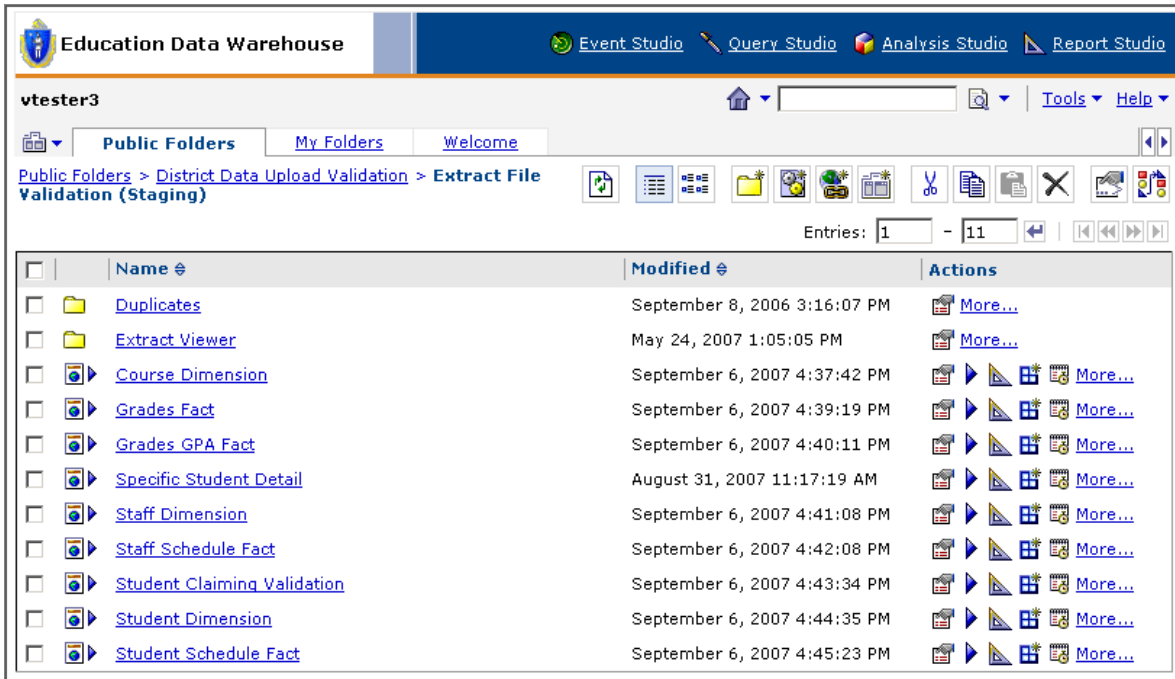 Education Data Warehouse Event Studio Query Studio Analysis Studio Report Studio
vtester3 Tools Help
Public Folders My Folders Welcome
Public Folders > District Data Upload Validation > Extract File
Validation (Staging)
Entries: 1 - 11
Name Modified Actions
Duplicates September 8, 2006 3:16:07 PM More...
Extract Viewer May 24, 2007 1:05:05 PM More...
Course Dimension September 6, 2007 4:37:42 PM More...
Grades Fact September 6, 2007 4:39:19 PM More...
Grades GPA Fact September 6, 2007 4:40:11 PM More...
Specific Student Detail August 31, 2007 11:17:19 AM More...
Staff Dimension September 6, 2007 4:41:08 PM More...
Staff Schedule Fact September 6, 2007 4:42:08 PM More...
Student Claiming Validation September 6, 2007 4:43:34 PM More...
Student Dimension September 6, 2007 4:44:35 PM More...
Student Schedule Fact September 6, 2007 4:45:23 PM More...